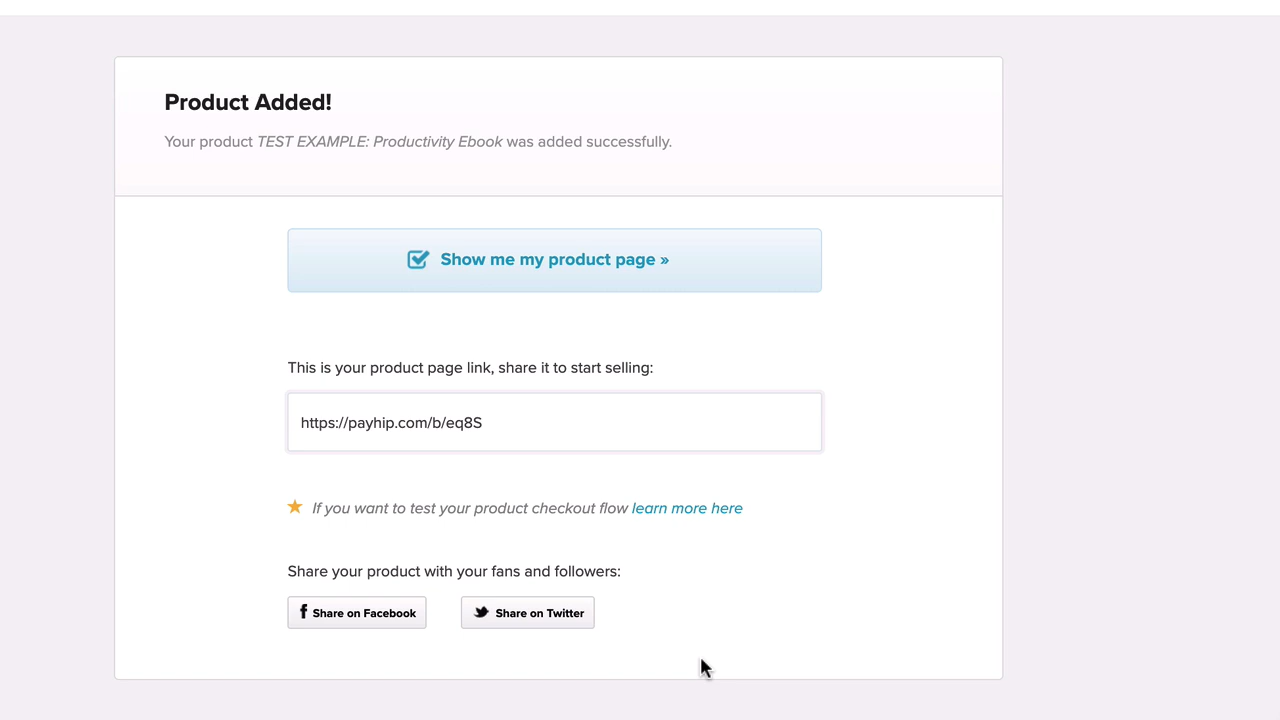 Product Added!
Your product TEST EXAMPLE: Productivity Ebook was added successfully.
Show me my product page »
This is your product page link, share it to start selling:
https://payhip.com/b/eq8S
If you want to test your product checkout flow learn more here
Share your product with your fans and followers:
Share on Facebook
Share on Twitter